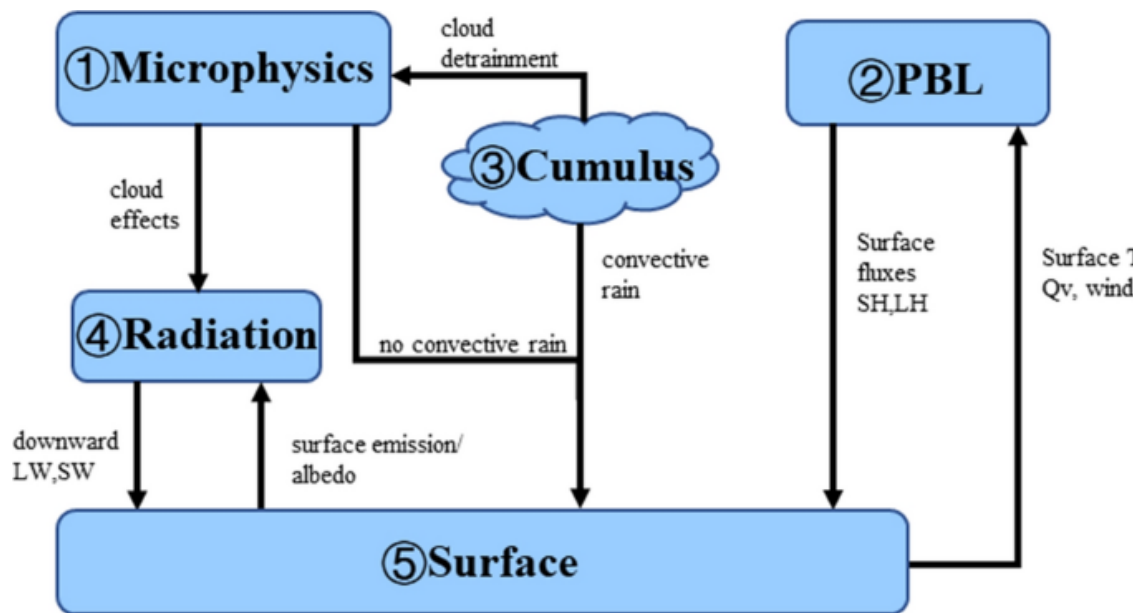 ①Microphysics
cloud
detrainment
②PBL
③Cumulus
cloud
effects
convective
rain
Surface
fluxes
SH,LH
Surface T
Qv, wind
④Radiation
no convective rain
downward
LW,SW
surface emission/
albedo
⑤Surface